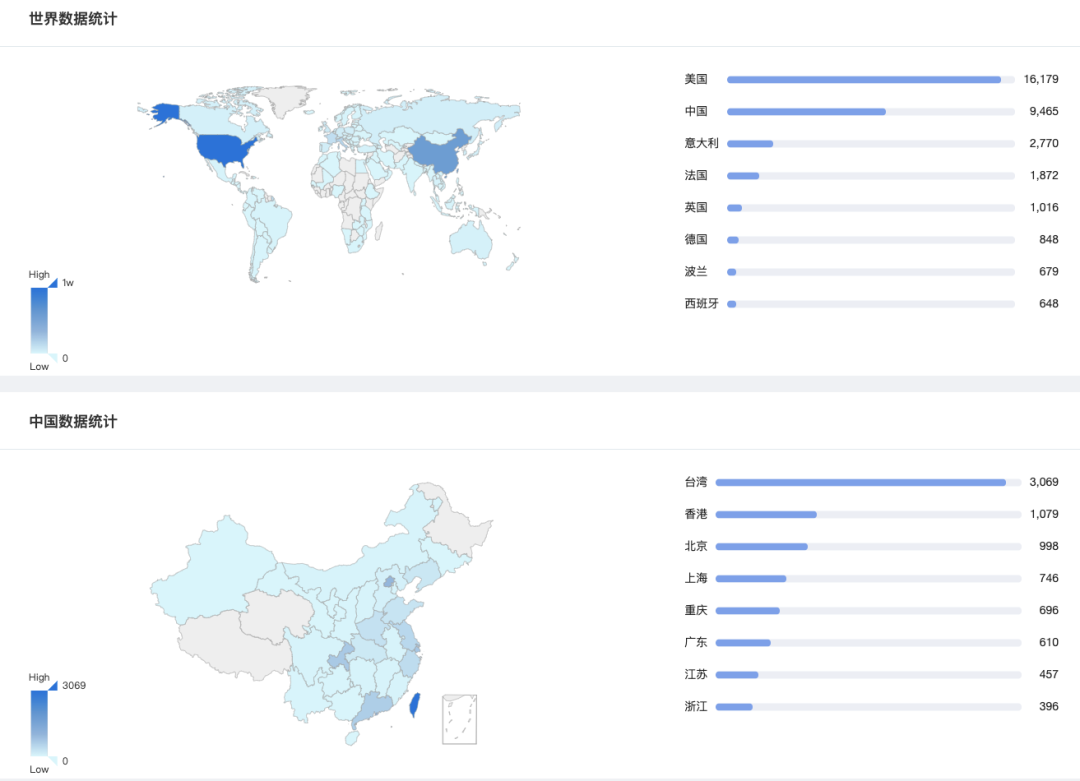 世界数据统计
美国 16,179
中国 9,465
意大利 2,770
法国 1,872
英国 1,016
德国 848
波兰 679
西班牙 648
High
1w
0
Low
中国数据统计
台湾 3,069
香港 1,079
北京 998
上海 746
重庆 696
广东 610
江苏 457
浙江 396
High
3069
0
Low